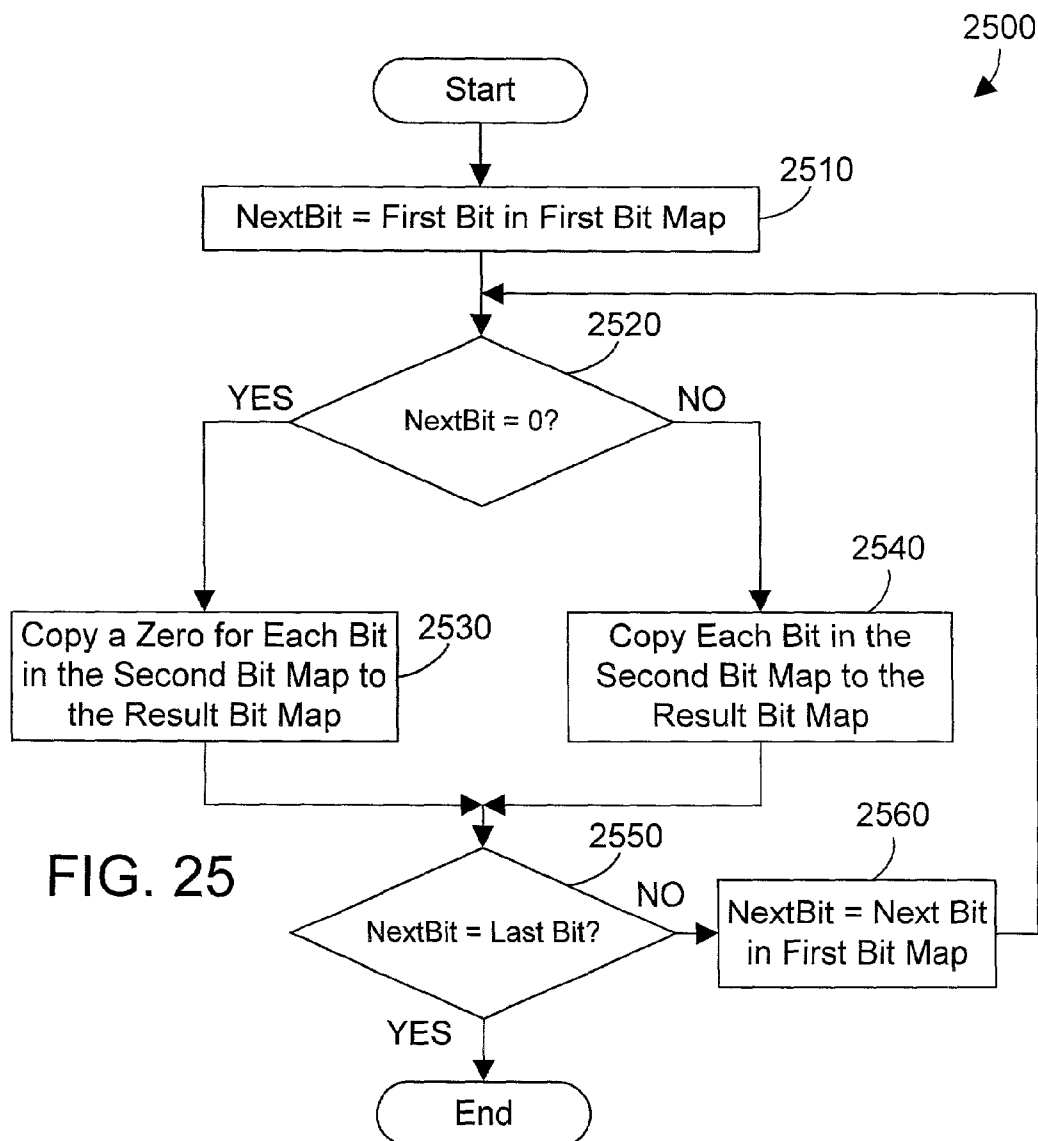 2500
Start
2510
NextBit = First Bit in First Bit Map
2520
YES
NO
NextBit = 0?
2540
Copy a Zero for Each Bit
in the Second Bit Map to
the Result Bit Map
2530
Copy Each Bit in the
Second Bit Map to the
Result Bit Map
2550
2560
FIG. 25
NO
NextBit = Last Bit?
NextBit = Next Bit
in First Bit Map
YES
End